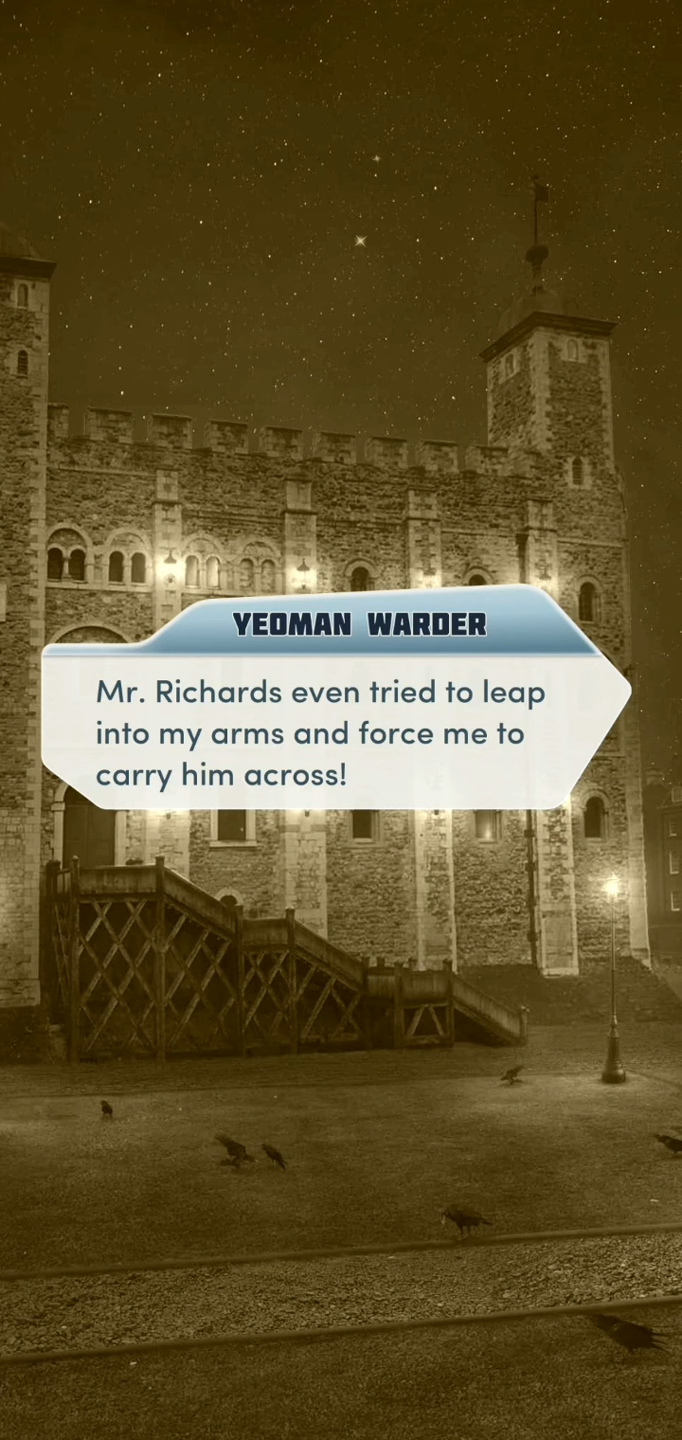 YEOMAN WARDER
Mr. Richards even tried to leap
into my arms and force me to
carry him across!